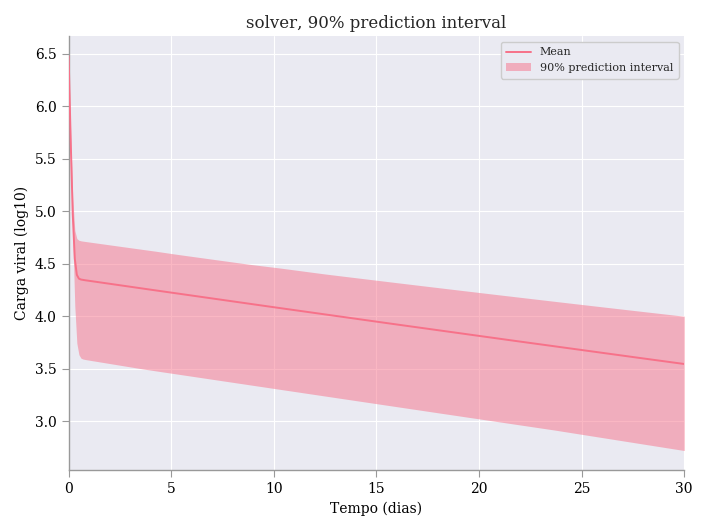 solver, 90% prediction interval
Mean
90% prediction interval
Carga viral (log10)
6.5
6.0
5.5
5.0
4.5
4.0
3.5
3.0
0 5 10 15 20 25 30
Tempo (dias)